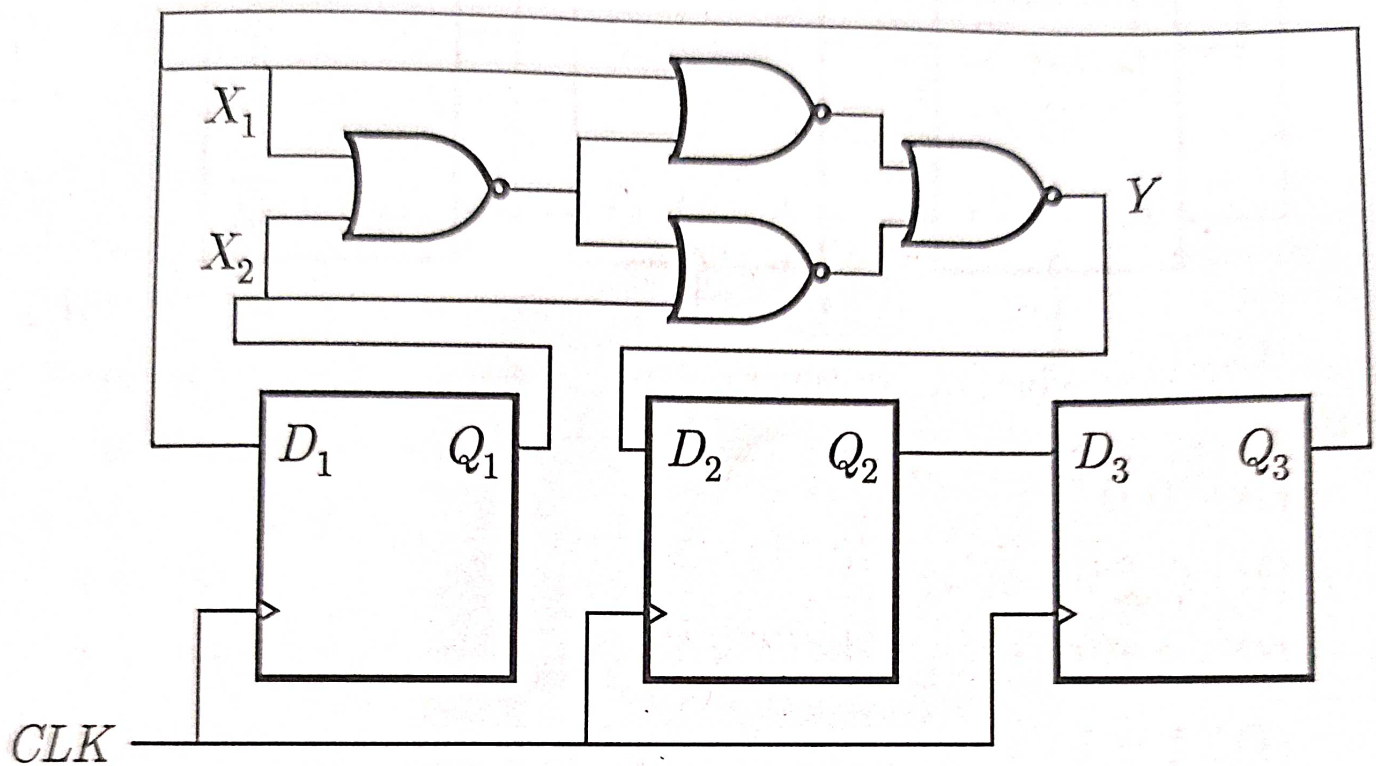 X₁
X₂
Y
D₁ Q₁
D₂ Q₂
D₃ Q₃
CLK